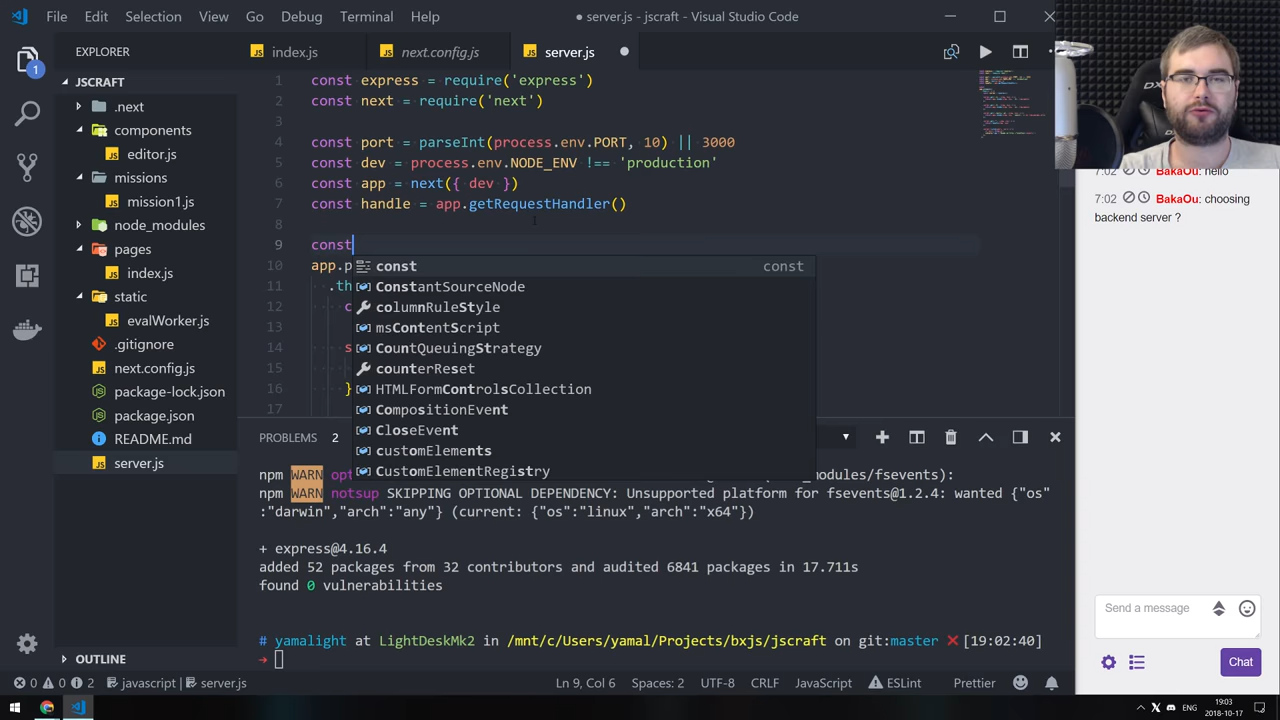 File Edit Selection View Go Debug Terminal Help
● server.js - jscraft - Visual Studio Code
EXPLORER
index.js
next.config.js
server.js
JSCRAFT
.next
components
editor.js
missions
mission1.js
node_modules
pages
index.js
static
evalWorker.js
.gitignore
next.config.js
package-lock.json
package.json
README.md
server.js
OUTLINE
1
1 const express = require('express')
2 const next = require('next')
3
4 const port = parseInt(process.env.PORT, 10) || 3000
5 const dev = process.env.NODE_ENV !== 'production'
6 const app = next({ dev })
7 const handle = app.getRequestHandler()
8
9 const
10 app.p
11 .th
12 c
13
14 s
15
16 }
17
const const
ConstantSourceNode
columnRuleStyle
msContentScript
CountQueuingStrategy
counterReset
HTMLFormControlsCollection
CompositionEvent
CloseEvent
customElements
CustomElementRegistry
PROBLEMS 2
npm WARN opt _modules/fsevents):
npm WARN notsup SKIPPING OPTIONAL DEPENDENCY: Unsupported platform for fsevents@1.2.4: wanted {"os"
:"darwin","arch":"any"} (current: {"os":"linux","arch":"x64"})
+ express@4.16.4
added 52 packages from 32 contributors and audited 6841 packages in 17.711s
found 0 vulnerabilities
# yamalight at LightDeskMk2 in /mnt/c/Users/yamal/Projects/bxjs/jscraft on git:master ✗ [19:02:40]
→
0 0 2 javascript server.js Ln 9, Col 6 Spaces: 2 UTF-8 CRLF JavaScript ESLint Prettier
DX
7:02 BakaOu: hello
7:02 BakaOu: choosing
backend server ?
Send a message
Chat
ENG
19:03
2018-10-17